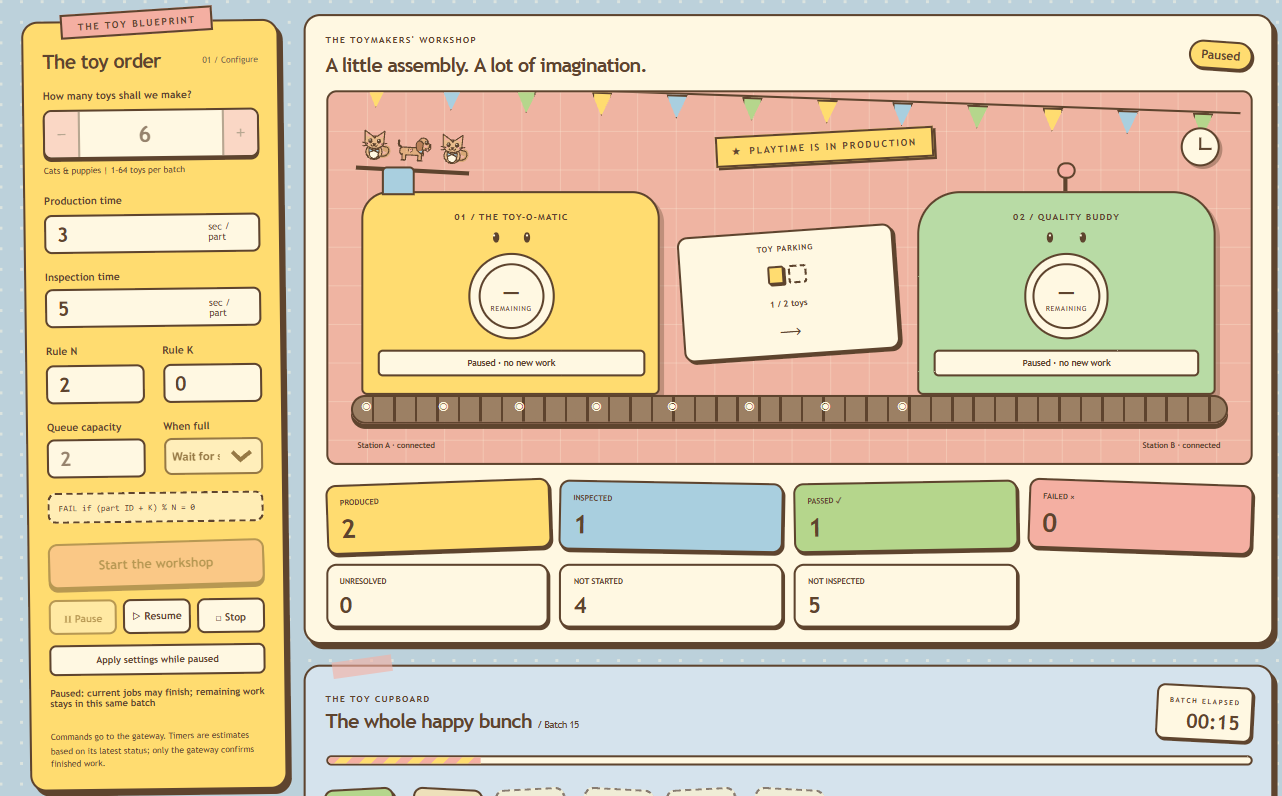 THE TOY BLUEPRINT
The toy order
01 / Configure
How many toys shall we make?
− 6 +
Cats & puppies | 1-64 toys per batch
Production time
3 sec / part
Inspection time
5 sec / part
Rule N
Rule K
2
0
Queue capacity
When full
2
Wait for
FAIL if (part ID + K) % N = 0
Start the workshop
II Pause
▷ Resume
□ Stop
Apply settings while paused
Paused: current jobs may finish; remaining work
stays in this same batch
Commands go to the gateway. Timers are estimates
based on its latest status; only the gateway confirms
finished work.
THE TOYMAKERS' WORKSHOP
A little assembly. A lot of imagination.
Paused
★ PLAYTIME IS IN PRODUCTION
01 / THE TOY-O-MATIC
—
REMAINING
Paused · no new work
TOY PARKING
1 / 2 toys
→
02 / QUALITY BUDDY
—
REMAINING
Paused · no new work
Station A · connected
Station B · connected
PRODUCED
2
INSPECTED
1
PASSED ✓
1
FAILED ×
0
UNRESOLVED
0
NOT STARTED
4
NOT INSPECTED
5
THE TOY CUPBOARD
The whole happy bunch / Batch 15
BATCH ELAPSED
00:15